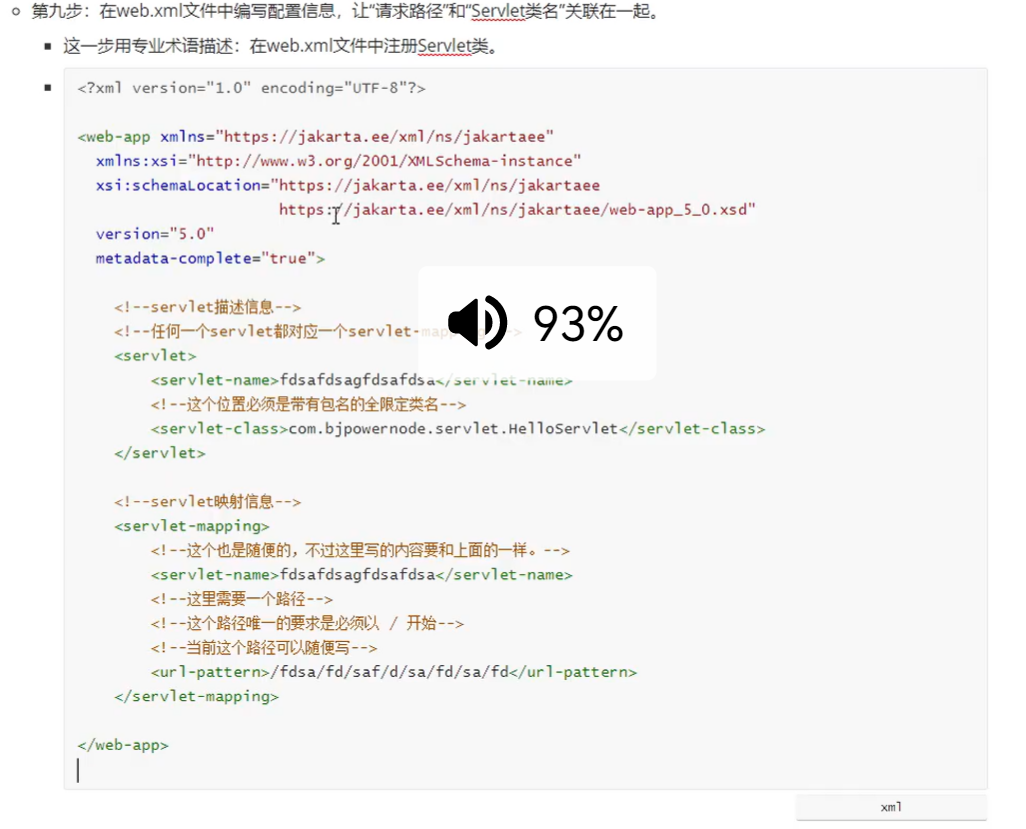 第九步：在web.xml文件中编写配置信息，让“请求路径”和“Servlet类名”关联在一起。
这一步用专业术语描述：在web.xml文件中注册Servlet类。
<?xml version="1.0" encoding="UTF-8"?>
<web-app xmlns="https://jakarta.ee/xml/ns/jakartaee"
xmlns:xsi="http://www.w3.org/2001/XMLSchema-instance"
xsi:schemaLocation="https://jakarta.ee/xml/ns/jakartaee
https://jakarta.ee/xml/ns/jakartaee/web-app_5_0.xsd"
version="5.0"
metadata-complete="true">
<!--servlet描述信息-->
<!--任何一个servlet都对应一个servlet-mapping-->
93%
<servlet>
<servlet-name>fdsafdsagfdsafdsa</servlet-name>
<!--这个位置必须是带有包名的全限定类名-->
<servlet-class>com.bjpowernode.servlet.HelloServlet</servlet-class>
</servlet>
<!--servlet映射信息-->
<servlet-mapping>
<!--这个也是随便的，不过这里写的内容要和上面的一样。-->
<servlet-name>fdsafdsagfdsafdsa</servlet-name>
<!--这里需要一个路径-->
<!--这个路径唯一的要求是必须以 / 开始-->
<!--当前这个路径可以随便写-->
<url-pattern>/fdsa/fd/saf/d/sa/fd/sa/fd</url-pattern>
</servlet-mapping>
</web-app>
xml